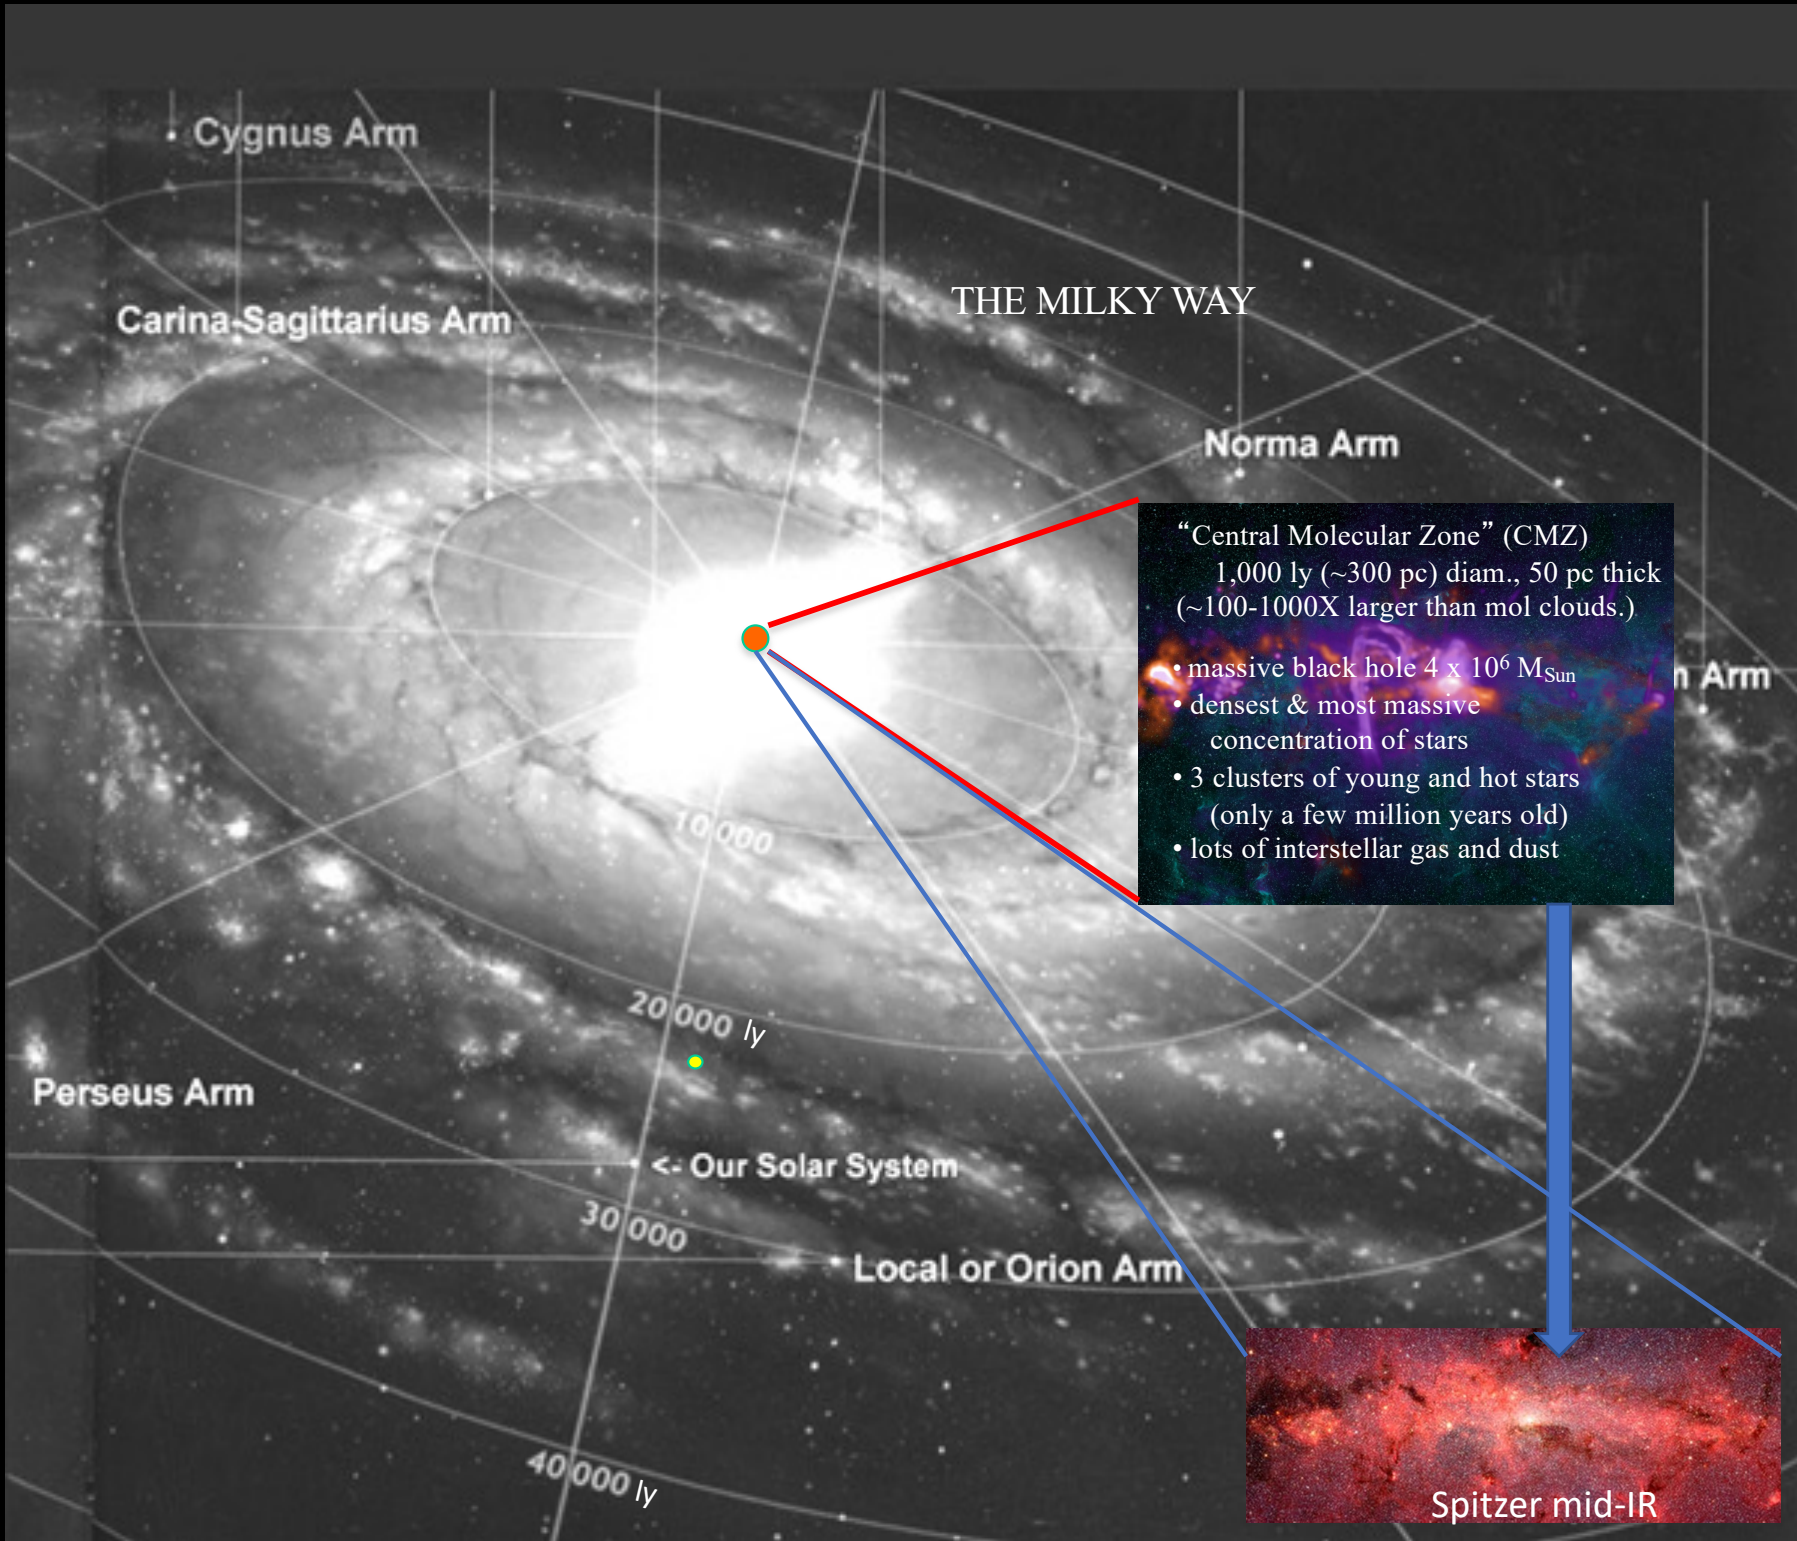 Cygnus Arm
THE MILKY WAY
Carina-Sagittarius Arm
Norma Arm
“Central Molecular Zone” (CMZ)
1,000 ly (~300 pc) diam., 50 pc thick
(~100-1000X larger than mol clouds.)
• massive black hole 4 x 10⁶ M_Sun
• densest & most massive
concentration of stars
• 3 clusters of young and hot stars
(only a few million years old)
• lots of interstellar gas and dust
Arm
10 000
20 000 ly
Perseus Arm
<- Our Solar System
30 000
Local or Orion Arm
40 000 ly
Spitzer mid-IR